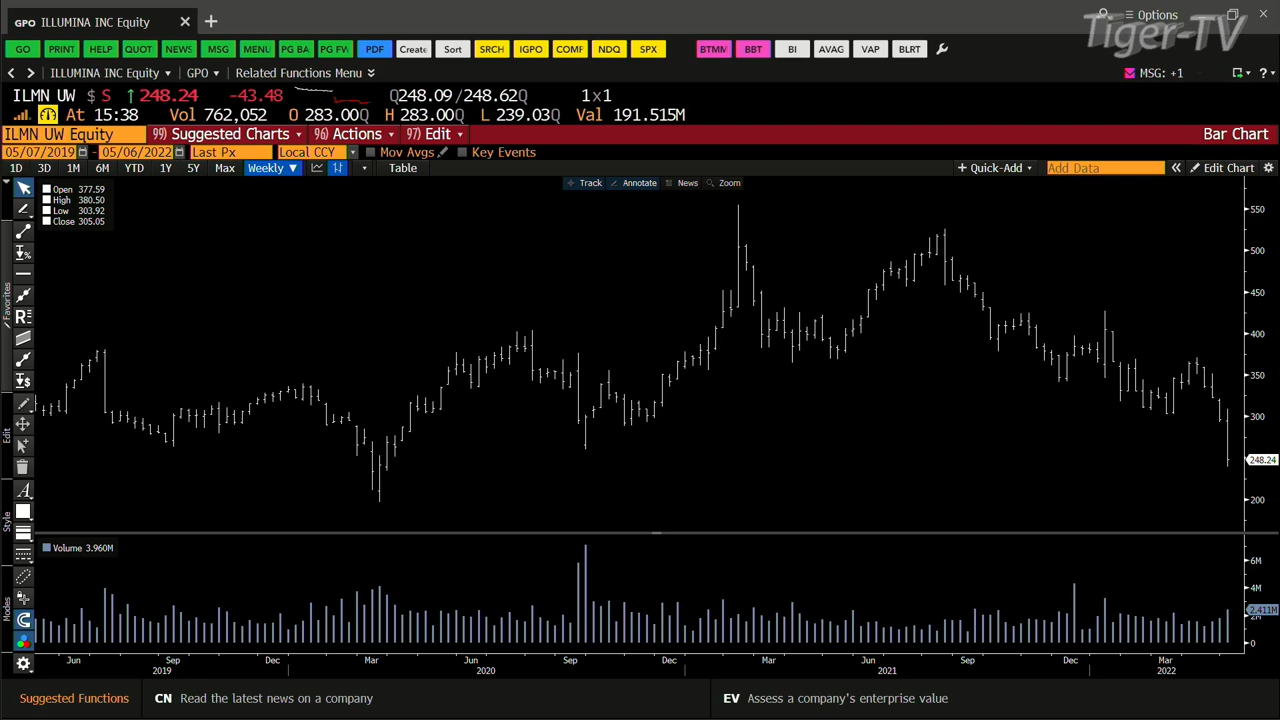 GPO ILLUMINA INC Equity
Options
Tiger-TV
GO PRINT HELP QUOT NEWS MSG MENU PG BA PG FW PDF Create Sort SRCH IGPO COMF NDQ SPX BTMM BBT BI AVAG VAP BLRT
ILLUMINA INC Equity GPO Related Functions Menu MSG: +1 ?
ILMN UW $ S ↑248.24 -43.48 Q248.09/248.62Q 1x1
At 15:38 Vol 762,052 O 283.00Q H 283.00Q L 239.03Q Val 191.515M
ILMN UW Equity 99) Suggested Charts 96) Actions 97) Edit Bar Chart
05/07/2019 - 05/06/2022 Last Px Local CCY Mov Avgs Key Events
1D 3D 1M 6M YTD 1Y 5Y Max Weekly ▼ Table + Quick-Add Add Data « Edit Chart
Track Annotate News Zoom
Open 377.59
High 380.50
Low 303.92
Close 305.05
Favorites
Edit
Style
Modes
550
500
450
400
350
300
248.24
200
Volume 3.960M
6M
4M
2.411M
2M
0
Jun Sep Dec Mar Jun Sep Dec Mar Jun Sep Dec Mar
2019 2020 2021 2022
Suggested Functions CN Read the latest news on a company EV Assess a company's enterprise value